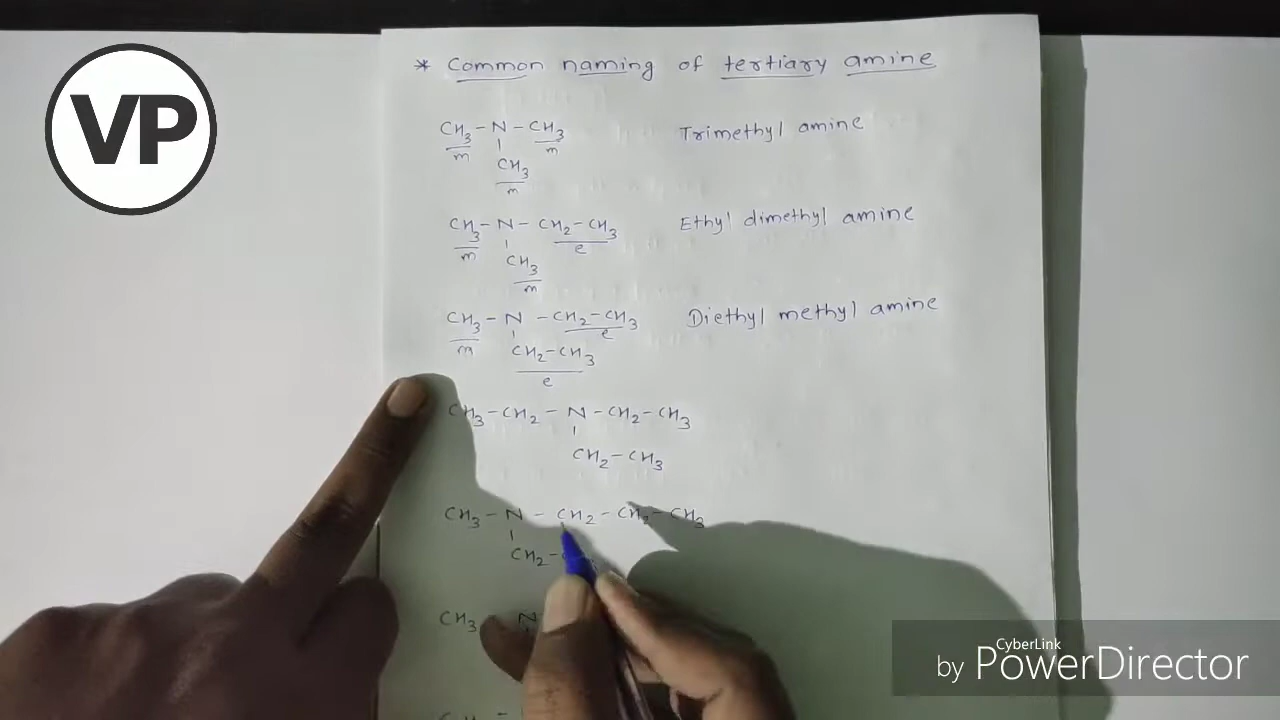 VP
* Common naming of tertiary amine
CH3 - N - CH3 Trimethyl amine
m m
CH3
m
CH3 - N - CH2 - CH3 Ethyl dimethyl amine
m e
CH3
m
CH3 - N - CH2 - CH3 Diethyl methyl amine
m e
CH2 - CH3
e
CH3 - CH2 - N - CH2 - CH3
CH2 - CH3
CH3 - N - CH2 - CH2 - CH3
CH2 -
CH3 N
CyberLink
by PowerDirector